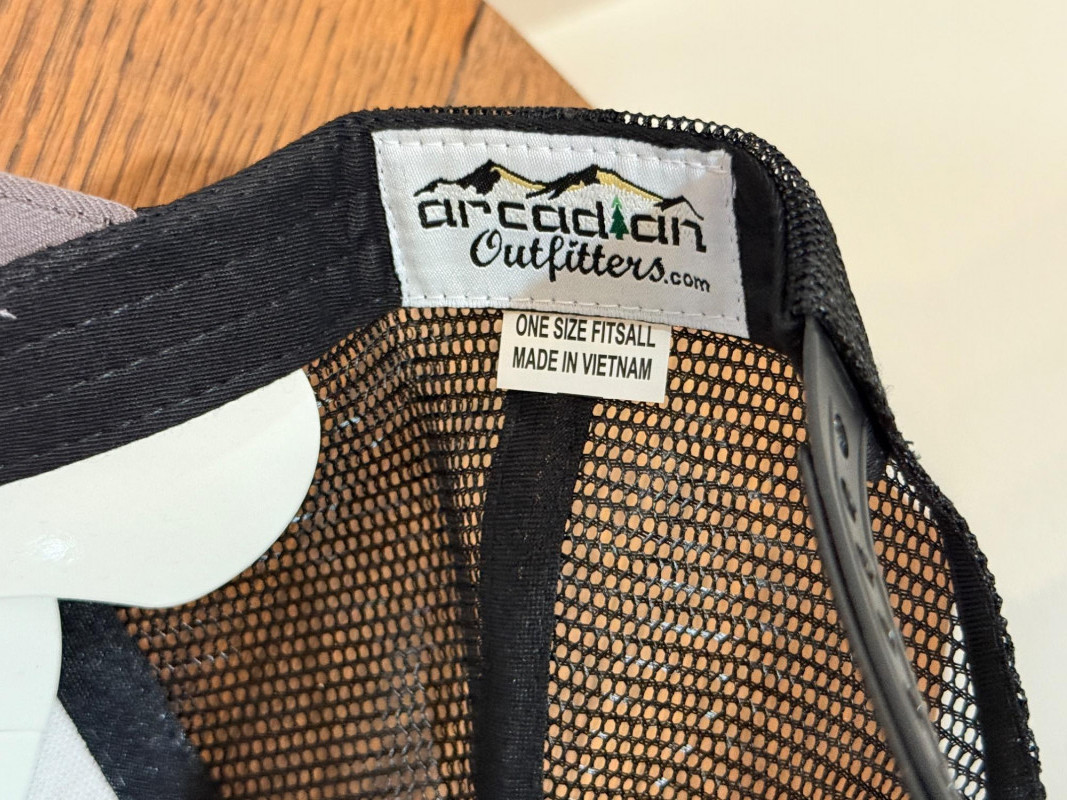 arcadian
Outfitters.com
ONE SIZE FITSALL
MADE IN VIETNAM